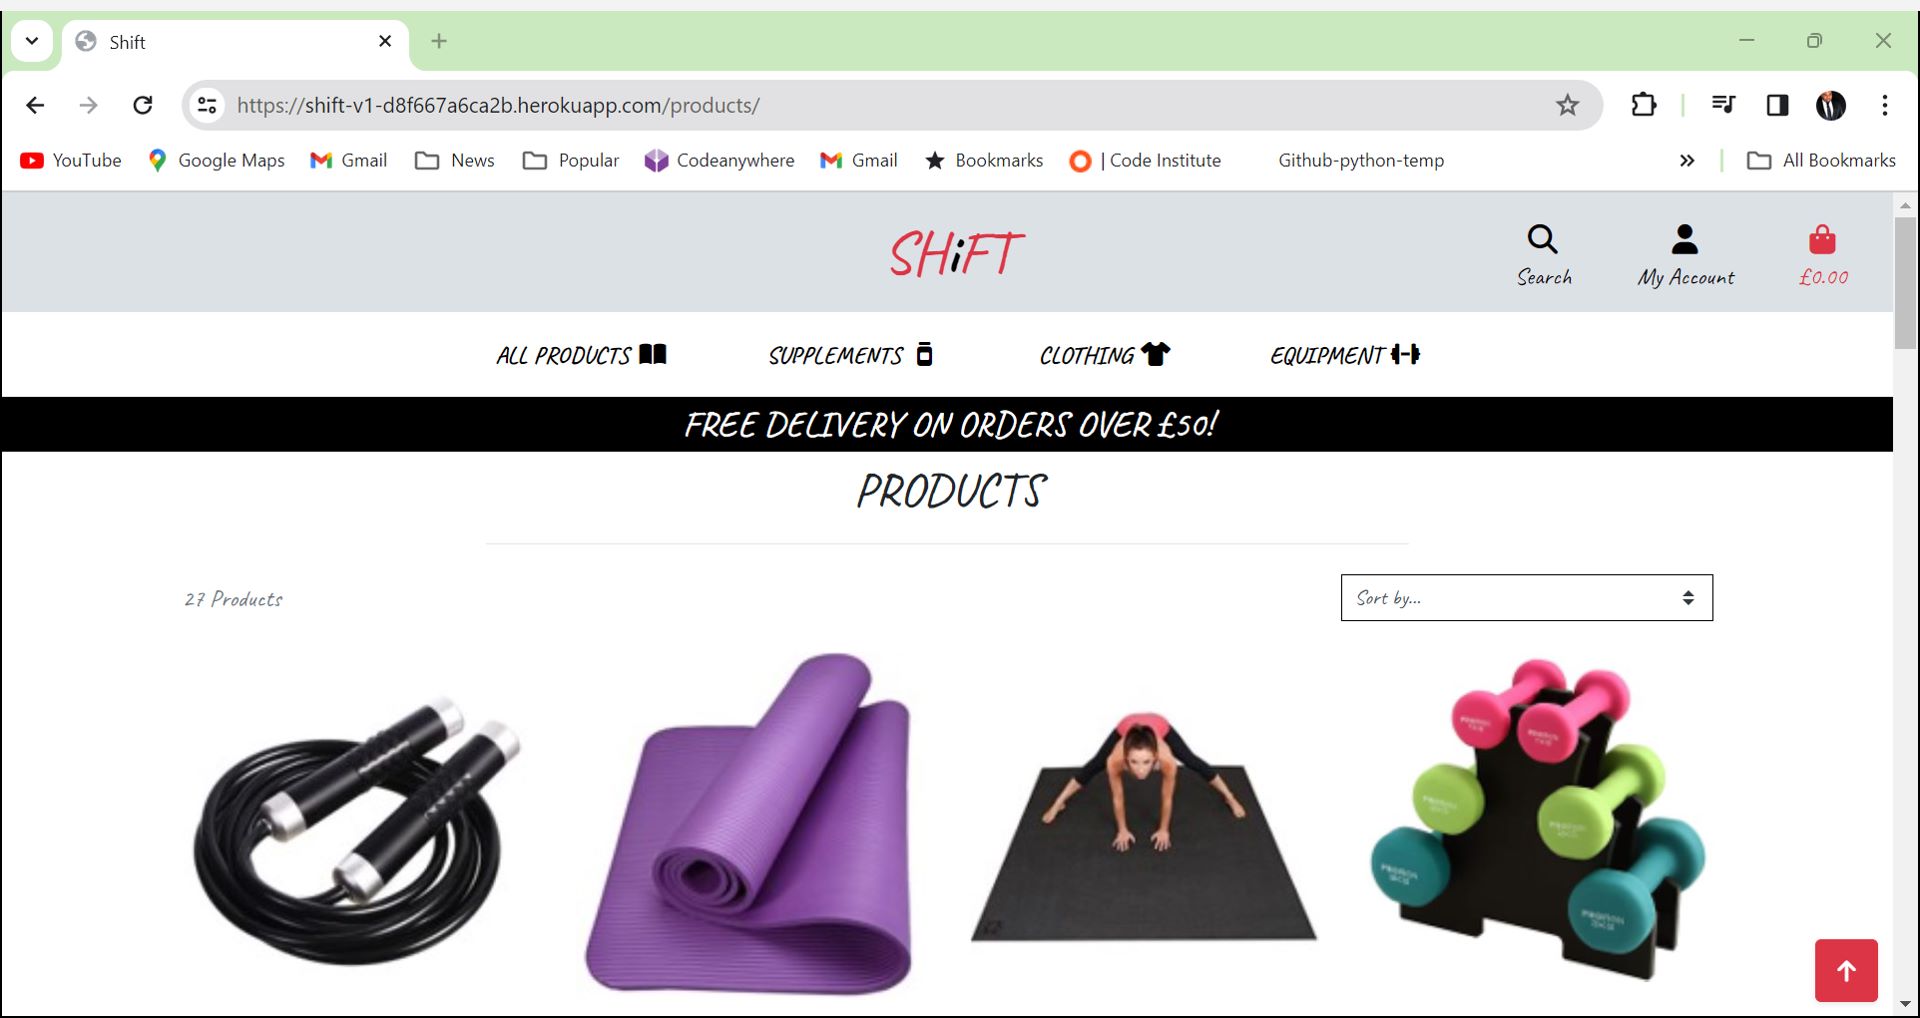 Shift
https://shift-v1-d8f667a6ca2b.herokuapp.com/products/
YouTube Google Maps Gmail News Popular Codeanywhere Gmail Bookmarks | Code Institute Github-python-temp » All Bookmarks
SHiFT
Search My Account £0.00
ALL PRODUCTS SUPPLEMENTS CLOTHING EQUIPMENT
FREE DELIVERY ON ORDERS OVER £50!
PRODUCTS
27 Products
Sort by...